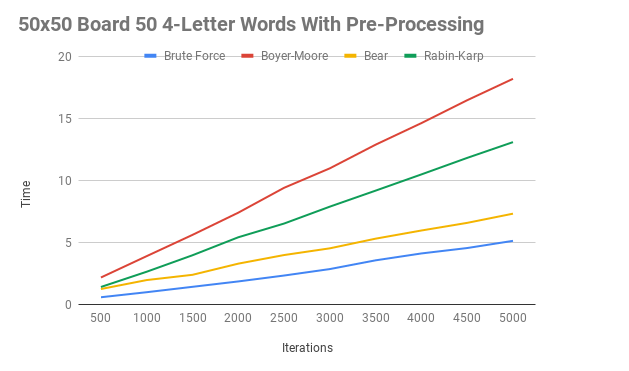 50x50 Board 50 4-Letter Words With Pre-Processing
Brute Force Boyer-Moore Bear Rabin-Karp
20
15
10
5
0
Time
500 1000 1500 2000 2500 3000 3500 4000 4500 5000
Iterations